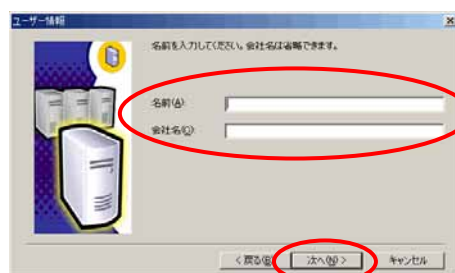 ユーザー情報
名前を入力してください。会社名は省略できます。
名前(A):
会社名(C):
< 戻る(B)
次へ(N) >
キャンセル